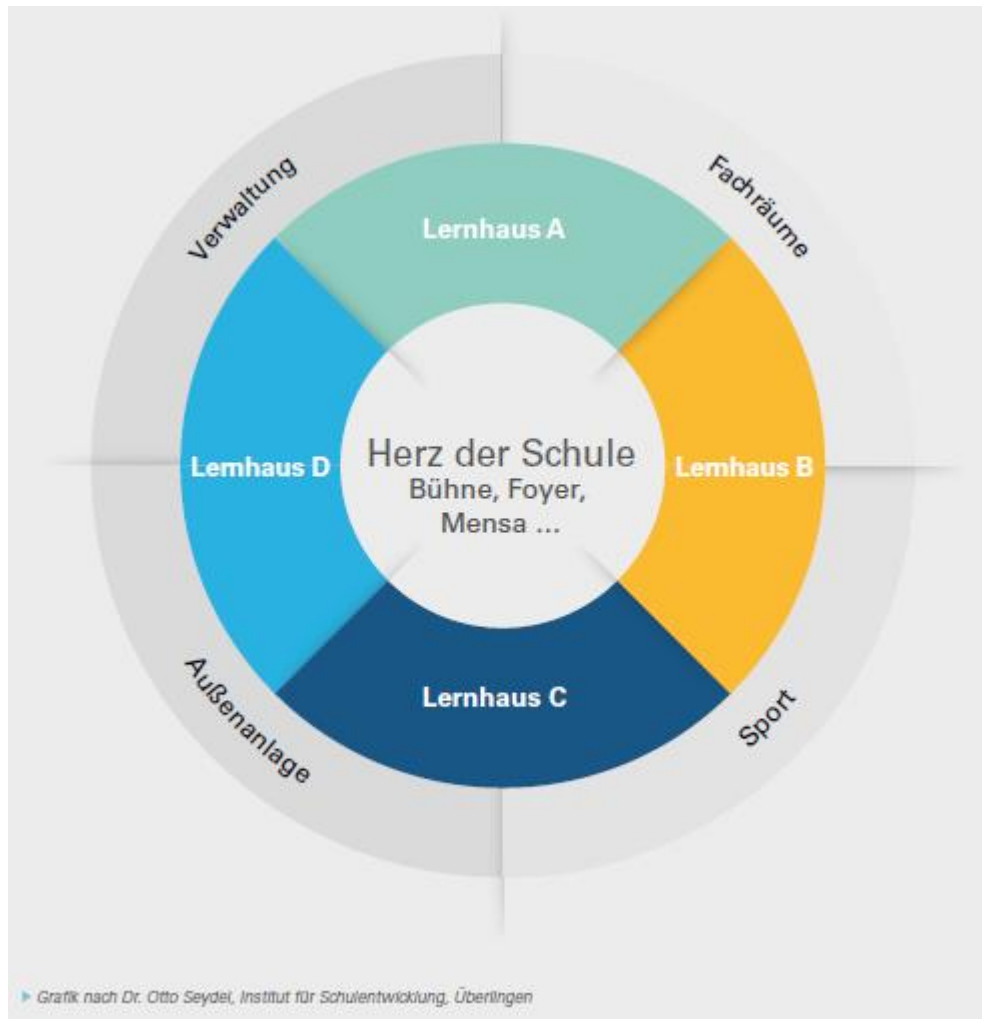 Verwaltung
Fachräume
Lernhaus A
Lernhaus D
Herz der Schule
Bühne, Foyer,
Mensa ...
Lernhaus B
Außenanlage
Lernhaus C
Sport
Grafik nach Dr. Otto Seydel, Institut für Schulentwicklung, Überlingen